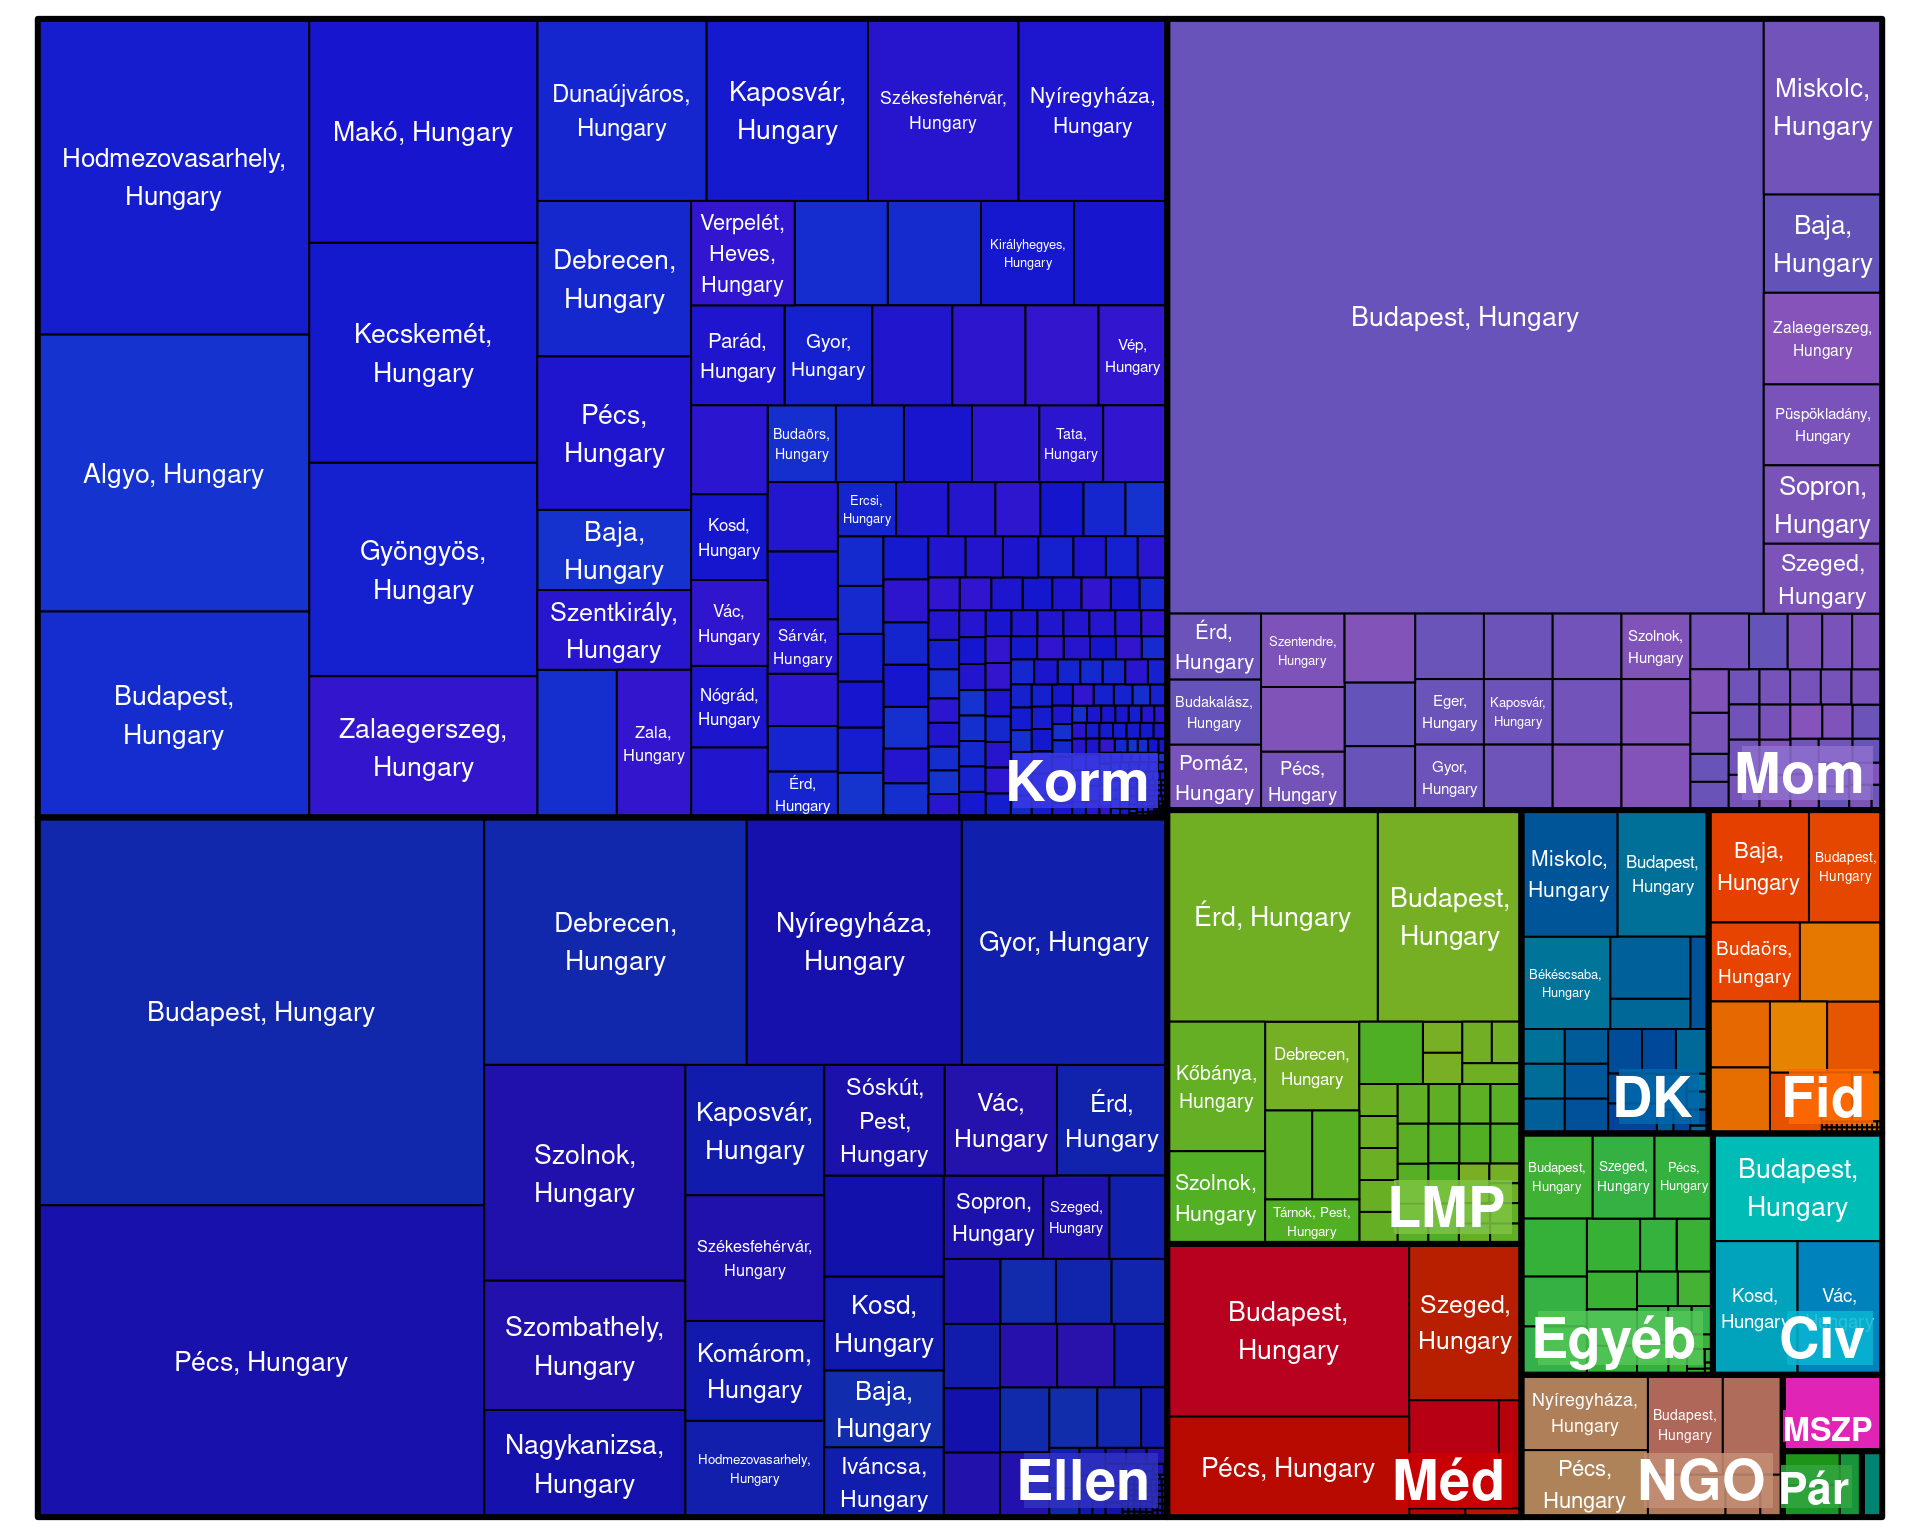 Hodmezovasarhely,
Hungary
Algyo, Hungary
Budapest,
Hungary
Makó, Hungary
Kecskemét,
Hungary
Gyöngyös,
Hungary
Zalaegerszeg,
Hungary
Dunaújváros,
Hungary
Kaposvár,
Hungary
Székesfehérvár,
Hungary
Nyíregyháza,
Hungary
Debrecen,
Hungary
Pécs,
Hungary
Baja,
Hungary
Szentkirály,
Hungary
Zala,
Hungary
Verpelét,
Heves,
Hungary
Királyhegyes,
Hungary
Parád,
Hungary
Gyor,
Hungary
Vép,
Hungary
Budaörs,
Hungary
Tata,
Hungary
Kosd,
Hungary
Ercsi,
Hungary
Vác,
Hungary
Sárvár,
Hungary
Nógrád,
Hungary
Érd,
Hungary
Korm
Budapest, Hungary
Miskolc,
Hungary
Baja,
Hungary
Zalaegerszeg,
Hungary
Püspökladány,
Hungary
Sopron,
Hungary
Szeged,
Hungary
Érd,
Hungary
Szentendre,
Hungary
Szolnok,
Hungary
Budakalász,
Hungary
Eger,
Hungary
Kaposvár,
Hungary
Pomáz,
Hungary
Pécs,
Hungary
Gyor,
Hungary
Mom
Budapest, Hungary
Pécs, Hungary
Debrecen,
Hungary
Nyíregyháza,
Hungary
Gyor, Hungary
Szolnok,
Hungary
Szombathely,
Hungary
Nagykanizsa,
Hungary
Kaposvár,
Hungary
Székesfehérvár,
Hungary
Komárom,
Hungary
Hodmezovasarhely,
Hungary
Sóskút,
Pest,
Hungary
Vác,
Hungary
Érd,
Hungary
Sopron,
Hungary
Szeged,
Hungary
Kosd,
Hungary
Baja,
Hungary
Iváncsa,
Hungary
Ellen
Érd, Hungary
Budapest,
Hungary
Kőbánya,
Hungary
Debrecen,
Hungary
Szolnok,
Hungary
Tárnok, Pest,
Hungary
LMP
Budapest,
Hungary
Szeged,
Hungary
Pécs, Hungary
Méd
Miskolc,
Hungary
Budapest,
Hungary
Békéscsaba,
Hungary
DK
Baja,
Hungary
Budapest,
Hungary
Budaörs,
Hungary
Fid
Budapest,
Hungary
Szeged,
Hungary
Pécs,
Hungary
Egyéb
Budapest,
Hungary
Kosd,
Hungary
Vác,
Hungary
Civ
Nyíregyháza,
Hungary
Budapest,
Hungary
Pécs,
Hungary
NGO
MSZP
Pár